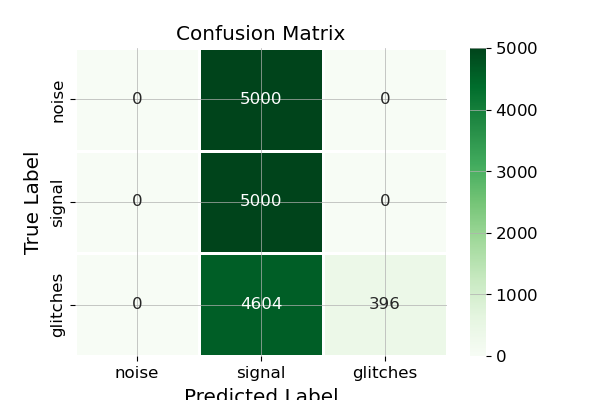 Confusion Matrix
True Label
noise 0 5000 0
signal 0 5000 0
glitches 0 4604 396
noise signal glitches
Predicted Label
5000
4000
3000
2000
1000
0